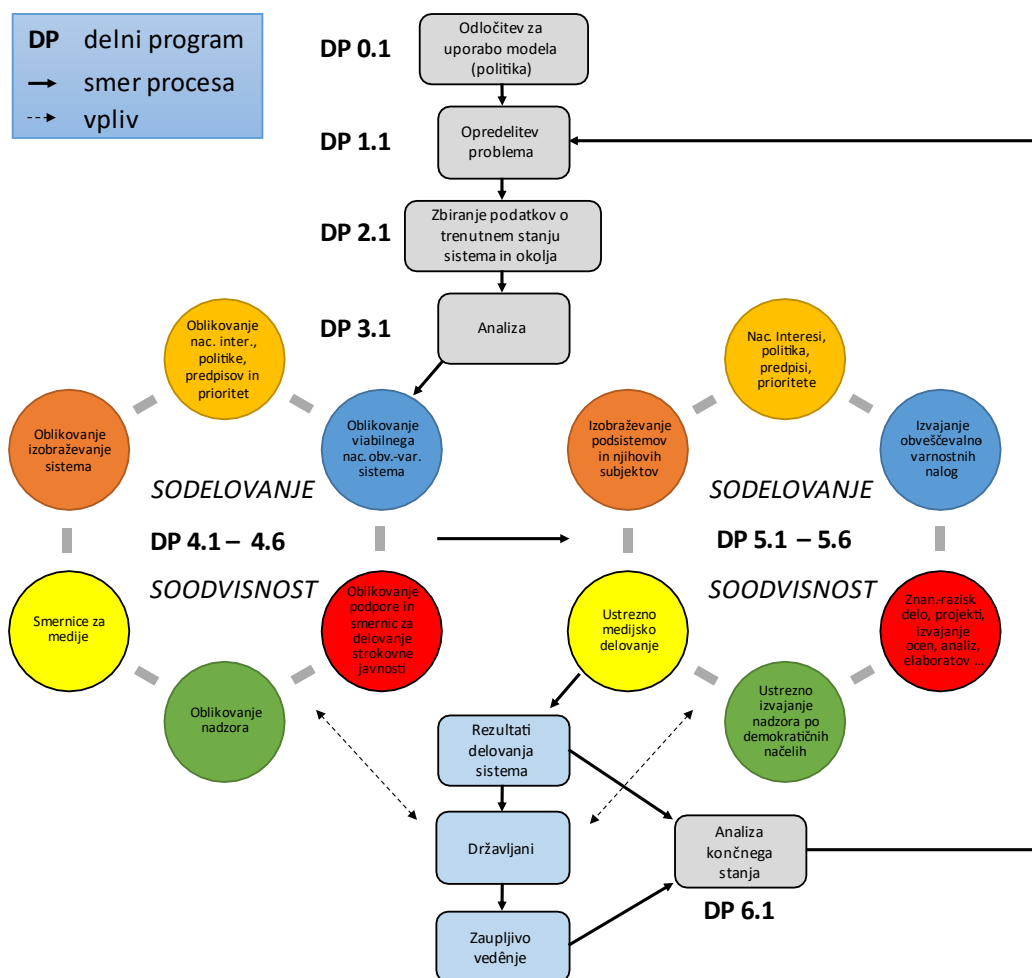 DP delni program
smer procesa
vpliv
DP 0.1
Odločitev za
uporabo modela
(politika)
DP 1.1
Opredelitev
problema
DP 2.1
Zbiranje podatkov o
trenutnem stanju
sistema in okolja
DP 3.1
Analiza
Oblikovanje
nac. inter.,
politike,
predpisov in
prioritet
Oblikovanje
izobraževanje
sistema
Oblikovanje
viabilnega
nac. obv.-var.
sistema
SODELOVANJE
DP 4.1 – 4.6
SOODVISNOST
Smernice za
medije
Oblikovanje
podpore in
smernic za
delovanje
strokovne
javnosti
Oblikovanje
nadzora
Nac. Interesi,
politika,
predpisi,
prioritete
Izobraževanje
podsistemov
in njihovih
subjektov
Izvajanje
obveščevalno
varnostnih
nalog
SODELOVANJE
DP 5.1 – 5.6
SOODVISNOST
Ustrezno
medijsko
delovanje
Znan.-razisk.
delo, projekti,
izvajanje
ocen, analiz,
elaboratov ...
Ustrezno
izvajanje
nadzora po
demokratičnih
načelih
Rezultati
delovanja
sistema
Državljani
Zaupljivo
vedênje
Analiza
končnega
stanja
DP 6.1